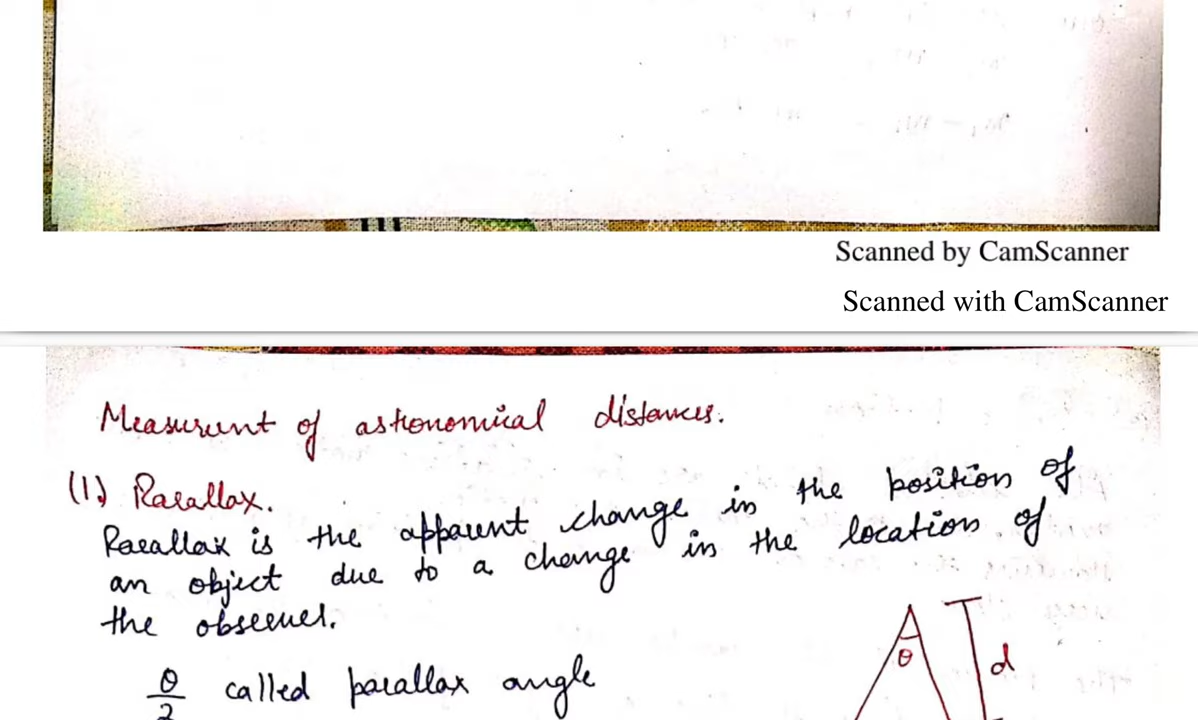 Scanned by CamScanner
Scanned with CamScanner
Measurunt of astronomical distances.
(1) Parallax.
Parallax is the apparent change in the position of
an object due to a change in the location of
the observer.
θ/2 called parallax angle
θ
d